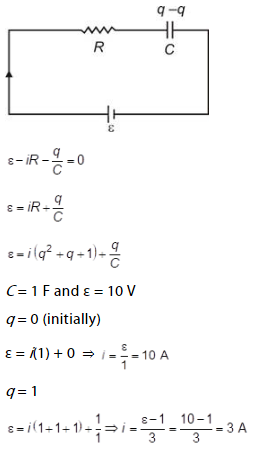 q-q
R
C
ε
ε-iR-q/C=0
ε=iR+q/C
ε=i(q²+q+1)+q/C
C= 1 F and ε = 10 V
q= 0 (initially)
ε = i(1) + 0 ⇒ i=ε/1=10 A
q= 1
ε=i(1+1+1)+1/1⇒i=(ε-1)/3=(10-1)/3=3 A